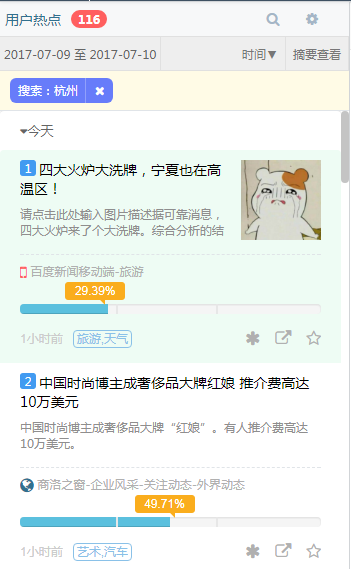 用户热点 116
2017-07-09 至 2017-07-10 时间▼ 摘要查看
搜索：杭州 ✖
今天
1 四大火炉大洗牌，宁夏也在高
温区！
请点击此处输入图片描述据可靠消息，
四大火炉来了个大洗牌。综合分析的结
百度新闻移动端-旅游
29.39%
1小时前 旅游,天气
2 中国时尚博主成奢侈品大牌红娘 推介费高达
10万美元
中国时尚博主成奢侈品大牌“红娘”。有人推介费高达
10万美元。
商洛之窗-企业风采-关注动态-外界动态
49.71%
1小时前 艺术,汽车